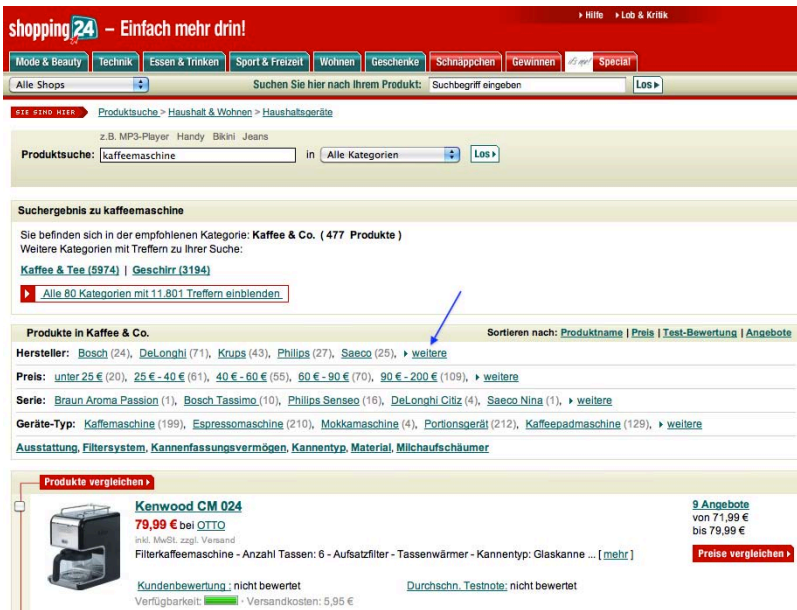 Hilfe Lob & Kritik
shopping24 – Einfach mehr drin!
Mode & Beauty Technik Essen & Trinken Sport & Freizeit Wohnen Geschenke Schnäppchen Gewinnen it's me! Special
Alle Shops Suchen Sie hier nach Ihrem Produkt: Suchbegriff eingeben Los
SIE SIND HIER Produktsuche > Haushalt & Wohnen > Haushaltsgeräte
z.B. MP3-Player Handy Bikini Jeans
Produktsuche: kaffeemaschine in Alle Kategorien Los
Suchergebnis zu kaffeemaschine
Sie befinden sich in der empfohlenen Kategorie: Kaffee & Co. ( 477 Produkte )
Weitere Kategorien mit Treffern zu Ihrer Suche:
Kaffee & Tee (5974) | Geschirr (3194)
Alle 80 Kategorien mit 11.801 Treffern einblenden
Produkte in Kaffee & Co. Sortieren nach: Produktname | Preis | Test-Bewertung | Angebote
Hersteller: Bosch (24), DeLonghi (71), Krups (43), Philips (27), Saeco (25), weitere
Preis: unter 25 € (20), 25 € - 40 € (61), 40 € - 60 € (55), 60 € - 90 € (70), 90 € - 200 € (109), weitere
Serie: Braun Aroma Passion (1), Bosch Tassimo (10), Philips Senseo (16), DeLonghi Citiz (4), Saeco Nina (1), weitere
Geräte-Typ: Kaffemaschine (199), Espressomaschine (210), Mokkamaschine (4), Portionsgerät (212), Kaffeepadmaschine (129), weitere
Ausstattung, Filtersystem, Kannenfassungsvermögen, Kannentyp, Material, Milchaufschäumer
Produkte vergleichen
Kenwood CM 024 9 Angebote
79,99 € bei OTTO von 71,99 €
inkl. MwSt. zzgl. Versand bis 79,99 €
Filterkaffeemaschine - Anzahl Tassen: 6 - Aufsatzfilter - Tassenwärmer - Kannentyp: Glaskanne ... [ mehr ] Preise vergleichen
Kundenbewertung : nicht bewertet Durchschn. Testnote: nicht bewertet
Verfügbarkeit: - Versandkosten: 5,95 €